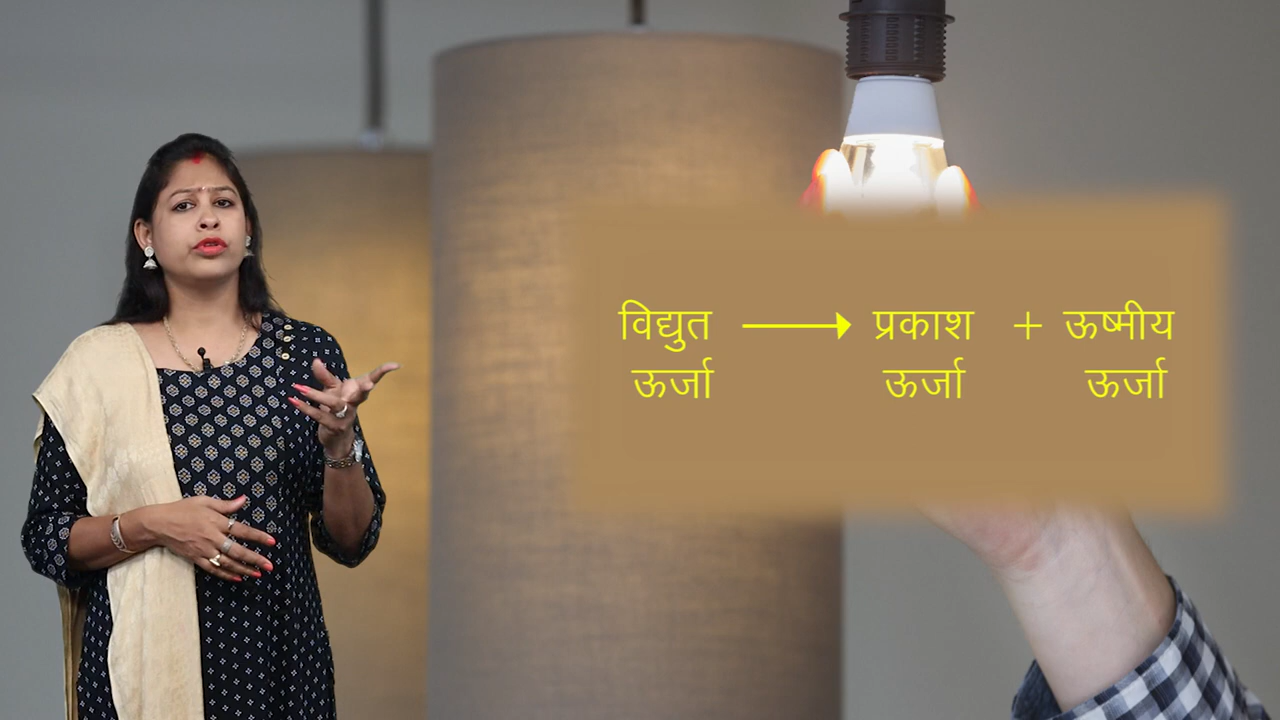 विद्युत → प्रकाश + ऊष्मीय
ऊर्जा ऊर्जा ऊर्जा